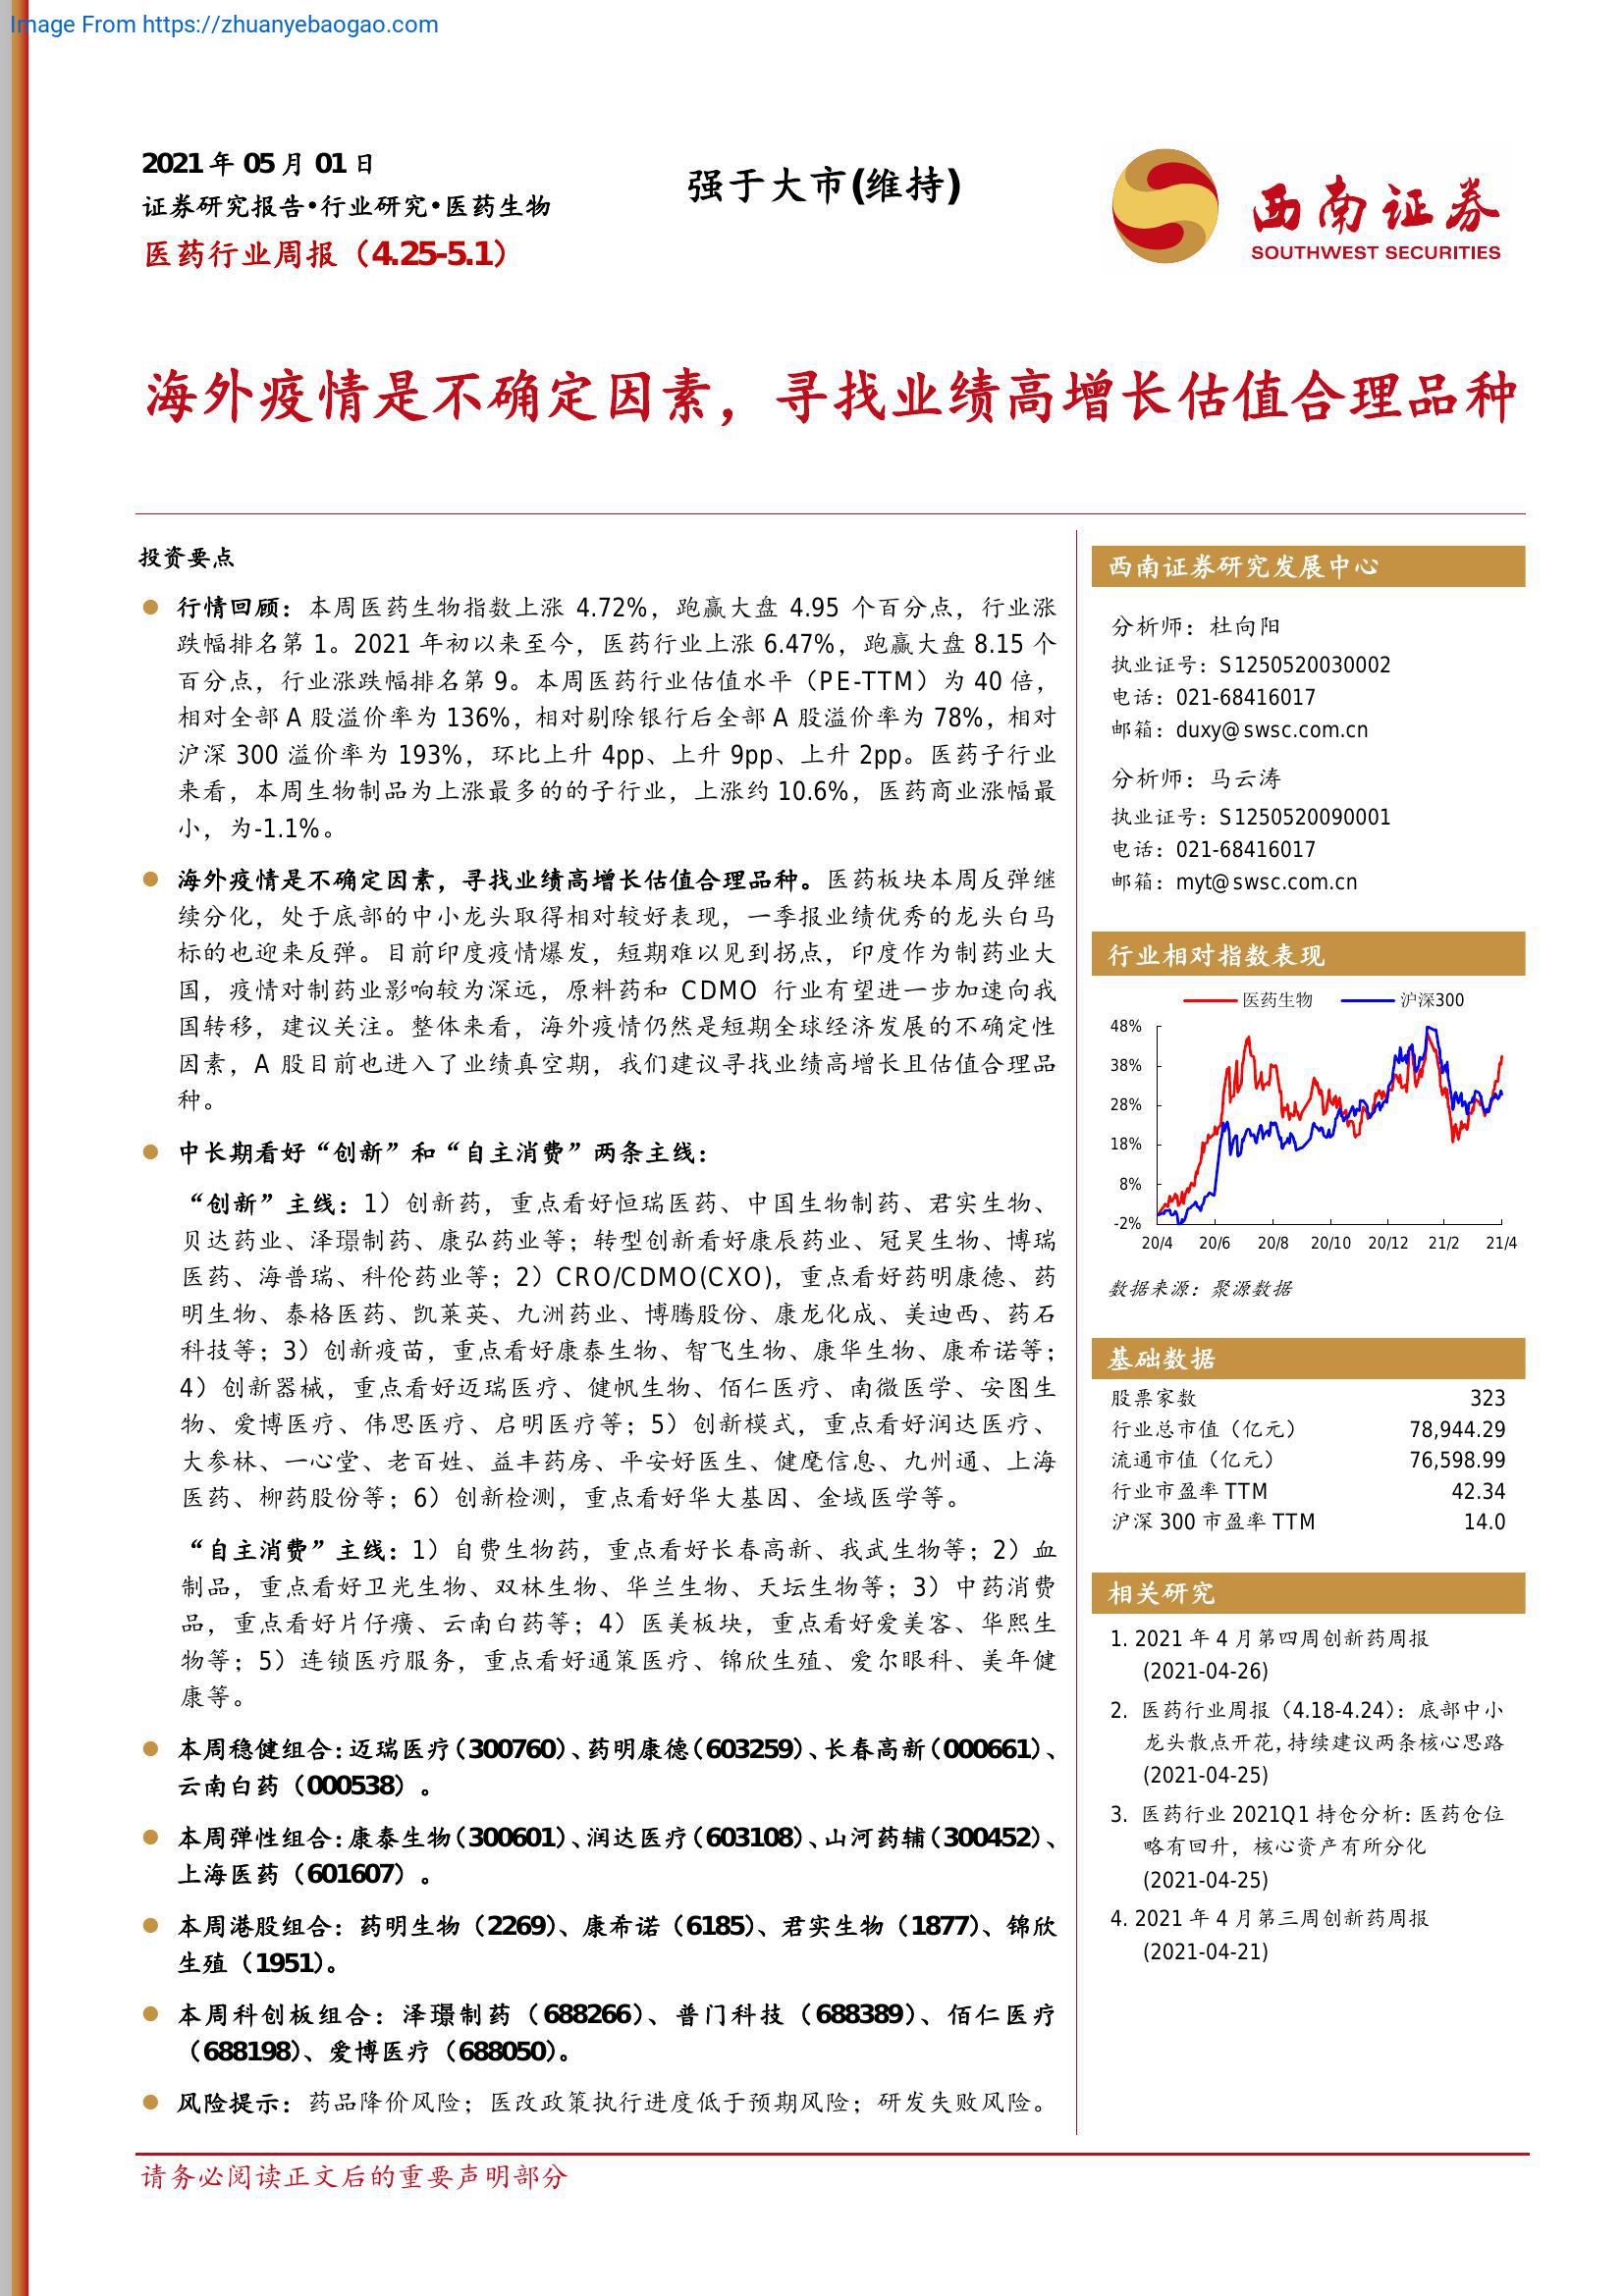 Image From https://zhuanyebaogao.com
2021 年 05 月 01 日
证券研究报告•行业研究•医药生物
医药行业周报（4.25-5.1）
强于大市(维持)
西南证券
SOUTHWEST SECURITIES
海外疫情是不确定因素，寻找业绩高增长估值合理品种
投资要点
行情回顾：本周医药生物指数上涨 4.72%，跑赢大盘 4.95 个百分点，行业涨
跌幅排名第 1。2021 年初以来至今，医药行业上涨 6.47%，跑赢大盘 8.15 个
百分点，行业涨跌幅排名第 9。本周医药行业估值水平（PE-TTM）为 40 倍，
相对全部 A 股溢价率为 136%，相对剔除银行后全部 A 股溢价率为 78%，相对
沪深 300 溢价率为 193%，环比上升 4pp、上升 9pp、上升 2pp。医药子行业
来看，本周生物制品为上涨最多的的子行业，上涨约 10.6%，医药商业涨幅最
小，为-1.1%。
海外疫情是不确定因素，寻找业绩高增长估值合理品种。医药板块本周反弹继
续分化，处于底部的中小龙头取得相对较好表现，一季报业绩优秀的龙头白马
标的也迎来反弹。目前印度疫情爆发，短期难以见到拐点，印度作为制药业大
国，疫情对制药业影响较为深远，原料药和 CDMO 行业有望进一步加速向我
国转移，建议关注。整体来看，海外疫情仍然是短期全球经济发展的不确定性
因素，A 股目前也进入了业绩真空期，我们建议寻找业绩高增长且估值合理品
种。
中长期看好“创新”和“自主消费”两条主线：
“创新”主线：1）创新药，重点看好恒瑞医药、中国生物制药、君实生物、
贝达药业、泽璟制药、康弘药业等；转型创新看好康辰药业、冠昊生物、博瑞
医药、海普瑞、科伦药业等；2）CRO/CDMO(CXO)，重点看好药明康德、药
明生物、泰格医药、凯莱英、九洲药业、博腾股份、康龙化成、美迪西、药石
科技等；3）创新疫苗，重点看好康泰生物、智飞生物、康华生物、康希诺等；
4）创新器械，重点看好迈瑞医疗、健帆生物、佰仁医疗、南微医学、安图生
物、爱博医疗、伟思医疗、启明医疗等；5）创新模式，重点看好润达医疗、
大参林、一心堂、老百姓、益丰药房、平安好医生、健麾信息、九州通、上海
医药、柳药股份等；6）创新检测，重点看好华大基因、金域医学等。
“自主消费”主线：1）自费生物药，重点看好长春高新、我武生物等；2）血
制品，重点看好卫光生物、双林生物、华兰生物、天坛生物等；3）中药消费
品，重点看好片仔癀、云南白药等；4）医美板块，重点看好爱美客、华熙生
物等；5）连锁医疗服务，重点看好通策医疗、锦欣生殖、爱尔眼科、美年健
康等。
本周稳健组合：迈瑞医疗（300760）、药明康德（603259）、长春高新（000661）、
云南白药（000538）。
本周弹性组合：康泰生物（300601）、润达医疗（603108）、山河药辅（300452）、
上海医药（601607）。
本周港股组合：药明生物（2269）、康希诺（6185）、君实生物（1877）、锦欣
生殖（1951）。
本周科创板组合：泽璟制药（688266）、普门科技（688389）、佰仁医疗
（688198）、爱博医疗（688050）。
风险提示：药品降价风险；医改政策执行进度低于预期风险；研发失败风险。
西南证券研究发展中心
分析师：杜向阳
执业证号：S1250520030002
电话：021-68416017
邮箱：duxy@swsc.com.cn
分析师：马云涛
执业证号：S1250520090001
电话：021-68416017
邮箱：myt@swsc.com.cn
行业相对指数表现
医药生物 沪深300
48%
38%
28%
18%
8%
-2%
20/4 20/6 20/8 20/10 20/12 21/2 21/4
数据来源：聚源数据
基础数据
股票家数 323
行业总市值（亿元） 78,944.29
流通市值（亿元） 76,598.99
行业市盈率 TTM 42.34
沪深 300 市盈率 TTM 14.0
相关研究
1. 2021 年 4 月第四周创新药周报
(2021-04-26)
2. 医药行业周报（4.18-4.24）：底部中小
龙头散点开花，持续建议两条核心思路
(2021-04-25)
3. 医药行业 2021Q1 持仓分析：医药仓位
略有回升，核心资产有所分化
(2021-04-25)
4. 2021 年 4 月第三周创新药周报
(2021-04-21)
请务必阅读正文后的重要声明部分